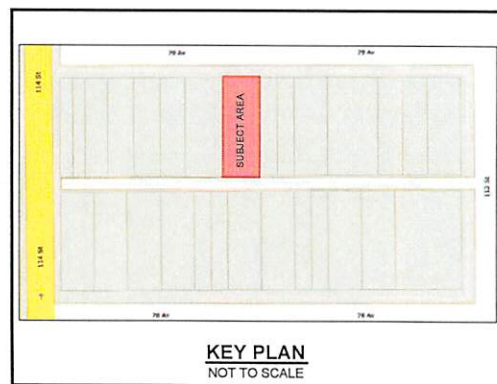 79 Av 79 Av
114 St
SUBJECT AREA
112 St
114 St
78 Av 78 Av
KEY PLAN
NOT TO SCALE